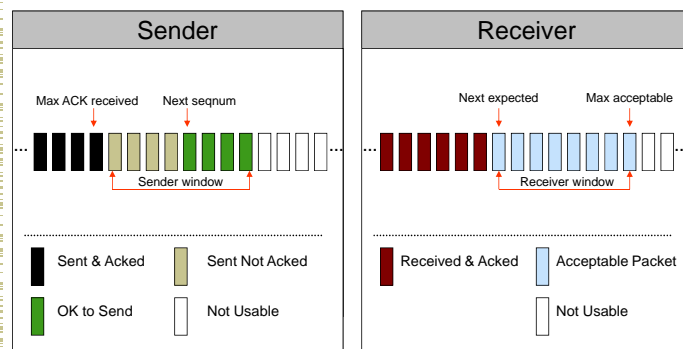 Sender
Max ACK received
Next seqnum
...
...
Sender window
Sent & Acked
Sent Not Acked
OK to Send
Not Usable
Receiver
Next expected
Max acceptable
...
...
Receiver window
Received & Acked
Acceptable Packet
Not Usable